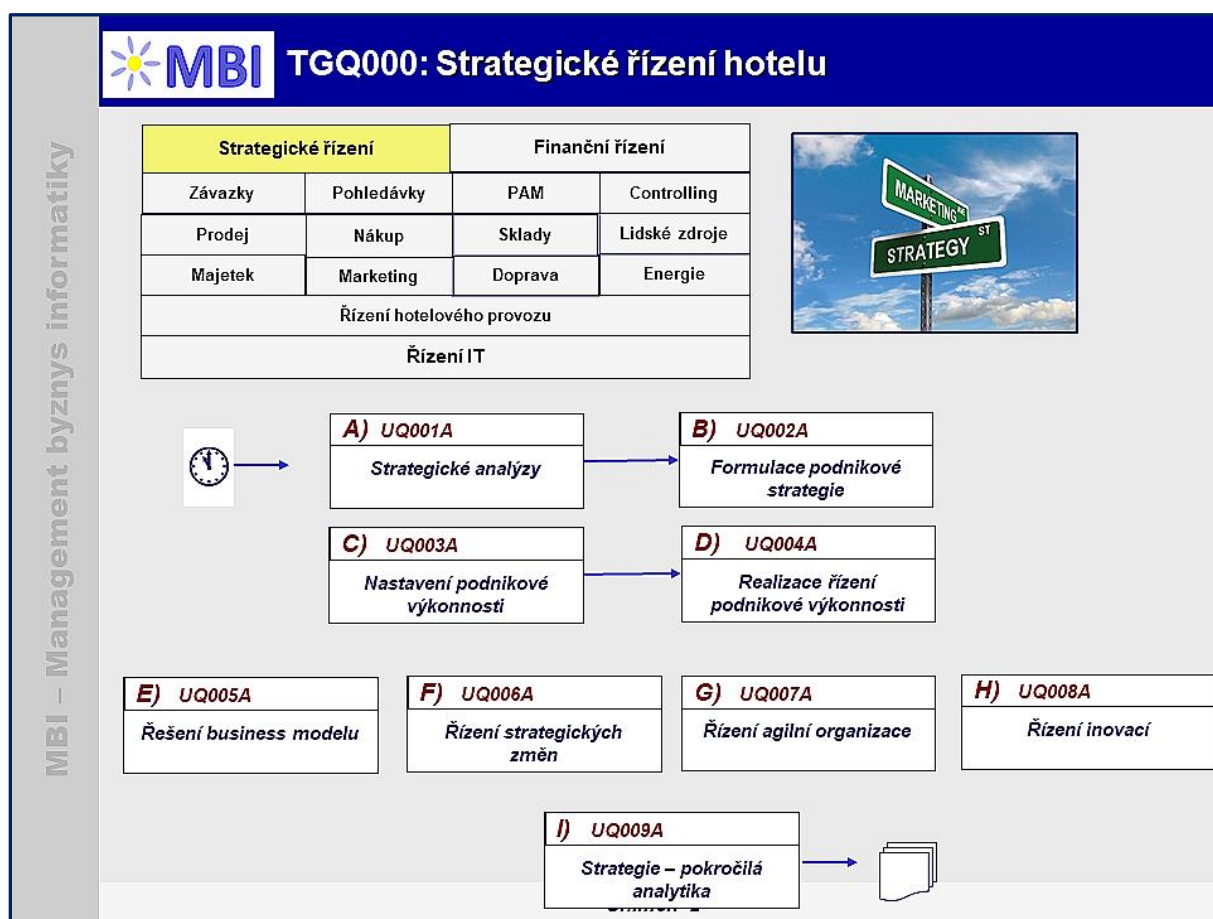 MBI – Management byznys informatiky
MBI
TGQ000: Strategické řízení hotelu
Strategické řízení
Finanční řízení
Závazky
Pohledávky
PAM
Controlling
Prodej
Nákup
Sklady
Lidské zdroje
Majetek
Marketing
Doprava
Energie
Řízení hotelového provozu
Řízení IT
MARKETING AVE
STRATEGY ST
A) UQ001A
Strategické analýzy
B) UQ002A
Formulace podnikové
strategie
C) UQ003A
Nastavení podnikové
výkonnosti
D) UQ004A
Realizace řízení
podnikové výkonnosti
E) UQ005A
Řešení business modelu
F) UQ006A
Řízení strategických
změn
G) UQ007A
Řízení agilní organizace
H) UQ008A
Řízení inovací
I) UQ009A
Strategie – pokročilá
analytika